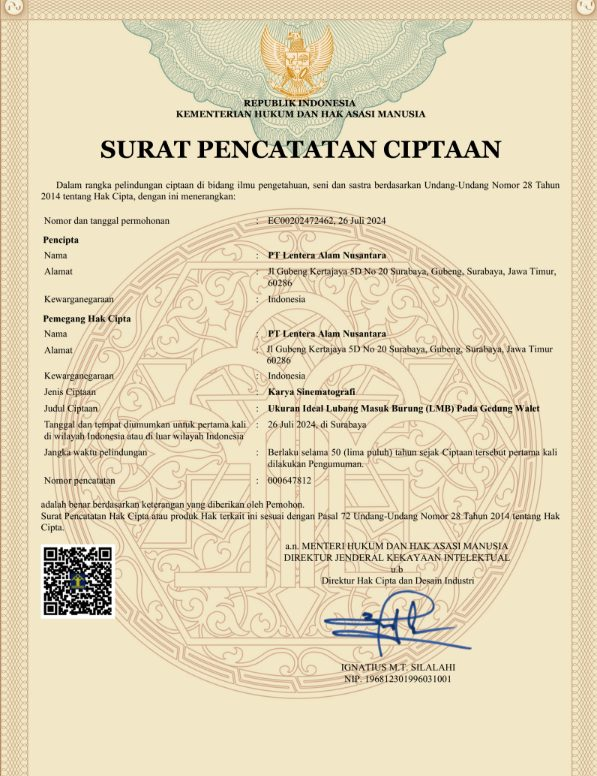 REPUBLIK INDONESIA
KEMENTERIAN HUKUM DAN HAK ASASI MANUSIA
SURAT PENCATATAN CIPTAAN
Dalam rangka pelindungan ciptaan di bidang ilmu pengetahuan, seni dan sastra berdasarkan Undang-Undang Nomor 28 Tahun
2014 tentang Hak Cipta, dengan ini menerangkan:
Nomor dan tanggal permohonan : EC00202472462, 26 Juli 2024
Pencipta
Nama : PT Lentera Alam Nusantara
Alamat : Jl Gubeng Kertajaya 5D No 20 Surabaya, Gubeng, Surabaya, Jawa Timur,
60286
Kewarganegaraan : Indonesia
Pemegang Hak Cipta
Nama : PT Lentera Alam Nusantara
Alamat : Jl Gubeng Kertajaya 5D No 20 Surabaya, Gubeng, Surabaya, Jawa Timur
60286
Kewarganegaraan : Indonesia
Jenis Ciptaan : Karya Sinematografi
Judul Ciptaan : Ukuran Ideal Lubang Masuk Burung (LMB) Pada Gedung Walet
Tanggal dan tempat diumumkan untuk pertama kali : 26 Juli 2024, di Surabaya
di wilayah Indonesia atau di luar wilayah Indonesia
Jangka waktu pelindungan : Berlaku selama 50 (lima puluh) tahun sejak Ciptaan tersebut pertama kali
dilakukan Pengumuman.
Nomor pencatatan : 000647812
adalah benar berdasarkan keterangan yang diberikan oleh Pemohon.
Surat Pencatatan Hak Cipta atau produk Hak terkait ini sesuai dengan Pasal 72 Undang-Undang Nomor 28 Tahun 2014 tentang Hak
Cipta.
a.n. MENTERI HUKUM DAN HAK ASASI MANUSIA
DIREKTUR JENDERAL KEKAYAAN INTELEKTUAL
u.b
Direktur Hak Cipta dan Desain Industri
IGNATIUS M.T. SILALAHI
NIP. 196812301996031001